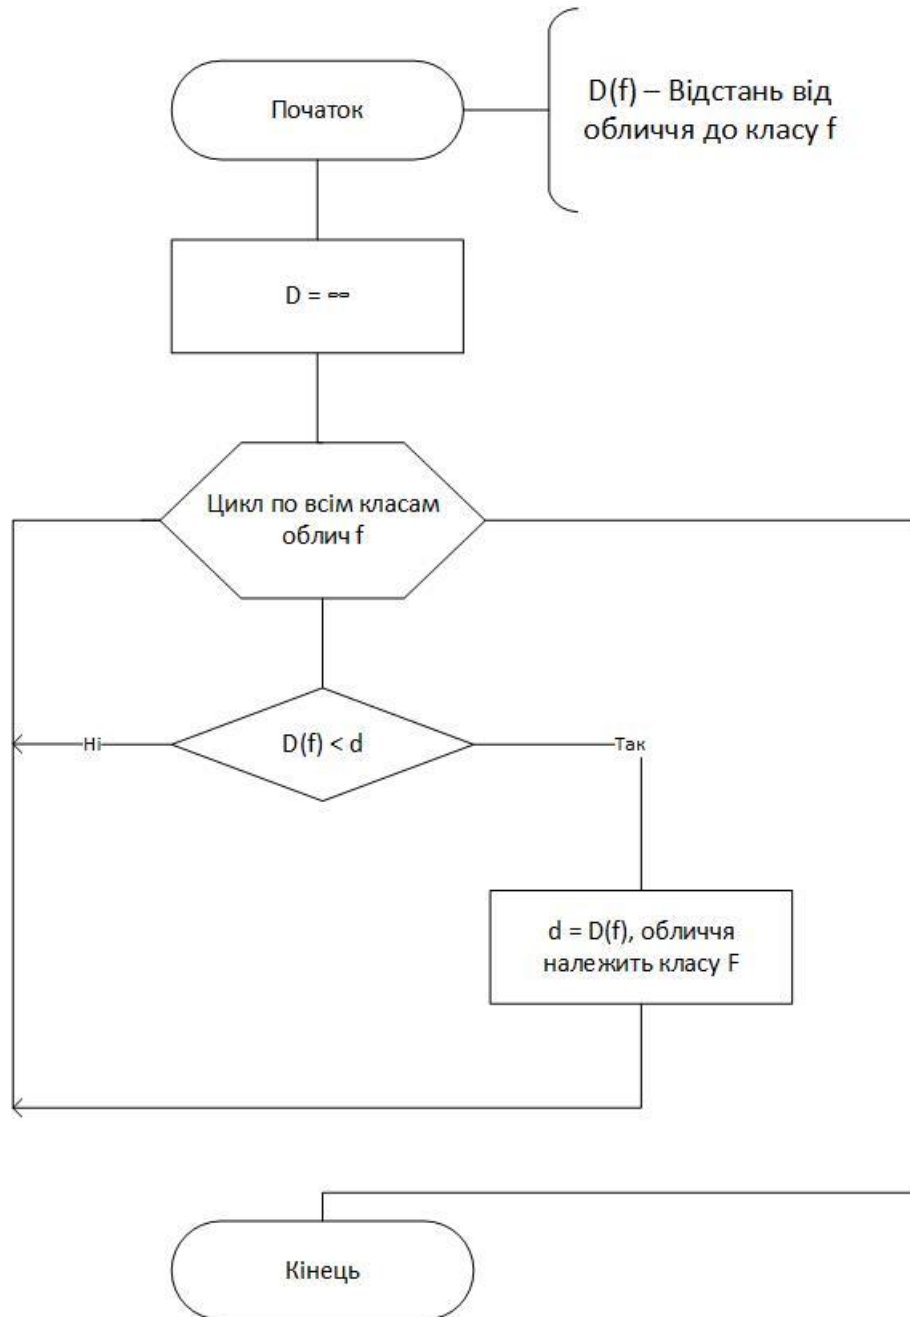 Початок
D(f) – Відстань від
обличчя до класу f
D = ∞
Цикл по всім класам
облич f
D(f) < d
Ні
Так
d = D(f), обличчя
належить класу F
Кінець